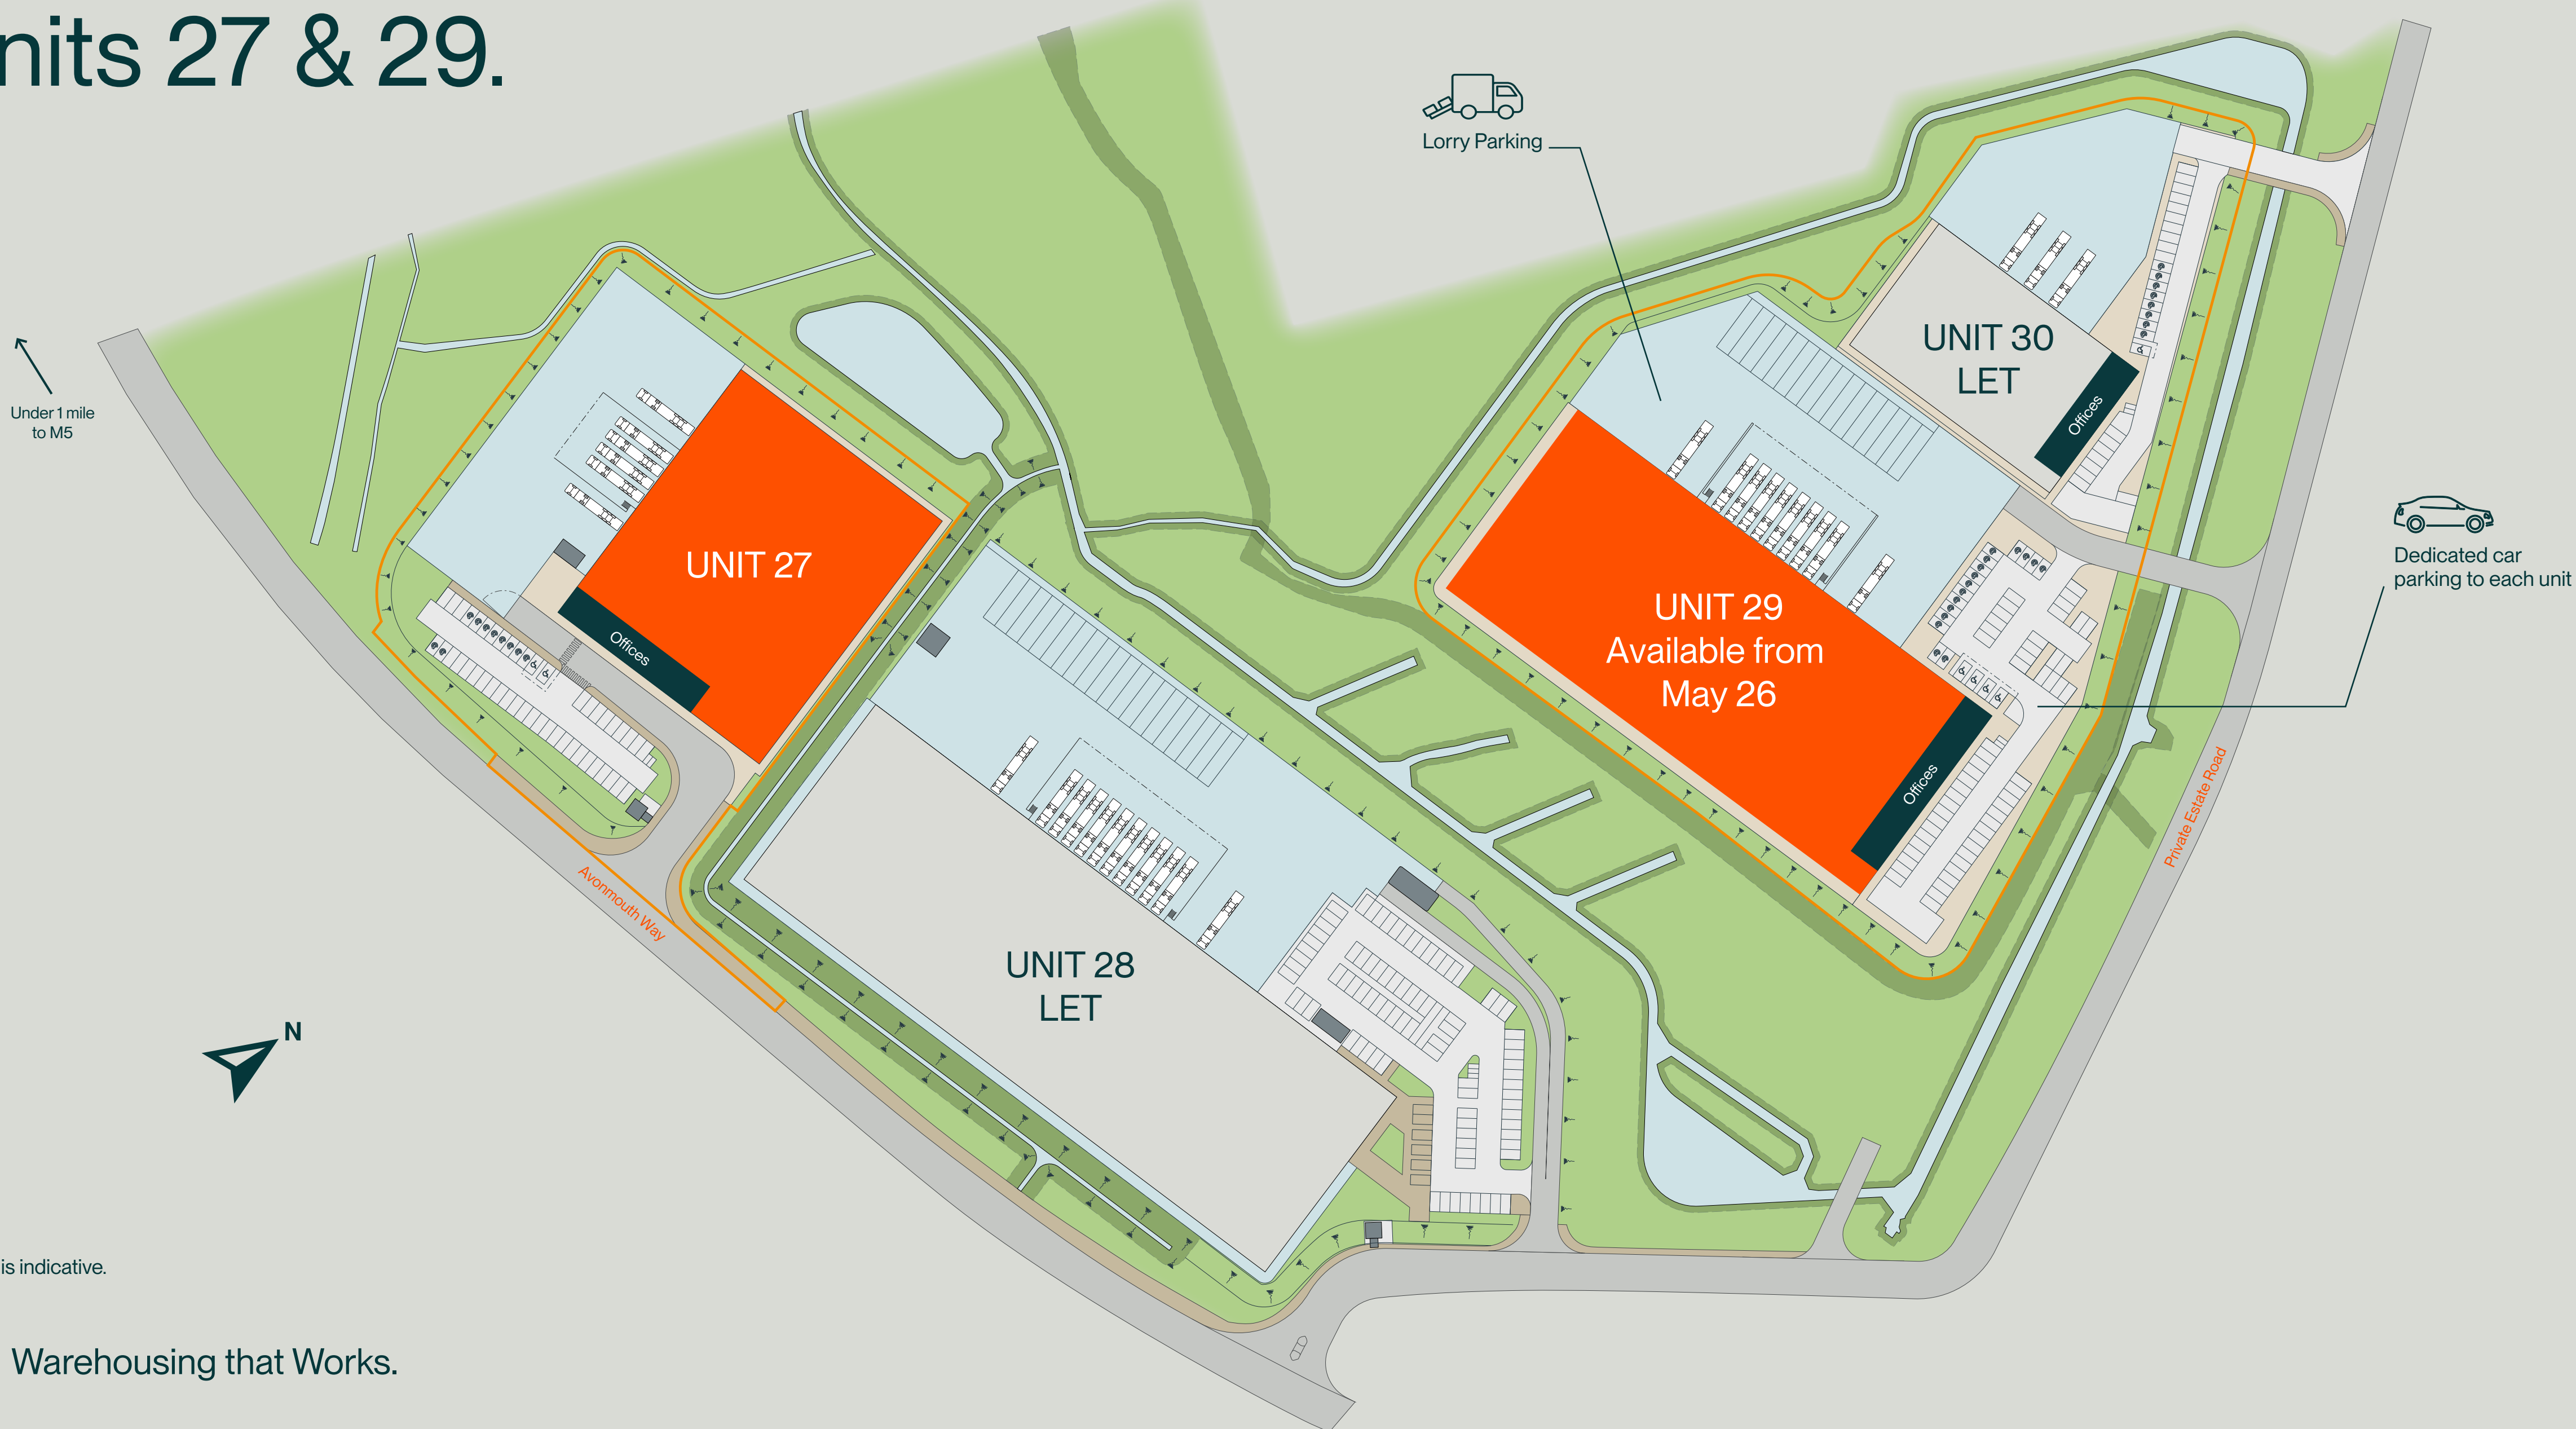 nits 27 & 29.
Lorry Parking
UNIT 30
LET
Offices
Under 1 mile
to M5
Dedicated car
parking to each unit
UNIT 27
Offices
UNIT 29
Available from
May 26
Offices
Private Estate Road
Avonmouth Way
UNIT 28
LET
N
is indicative.
Warehousing that Works.